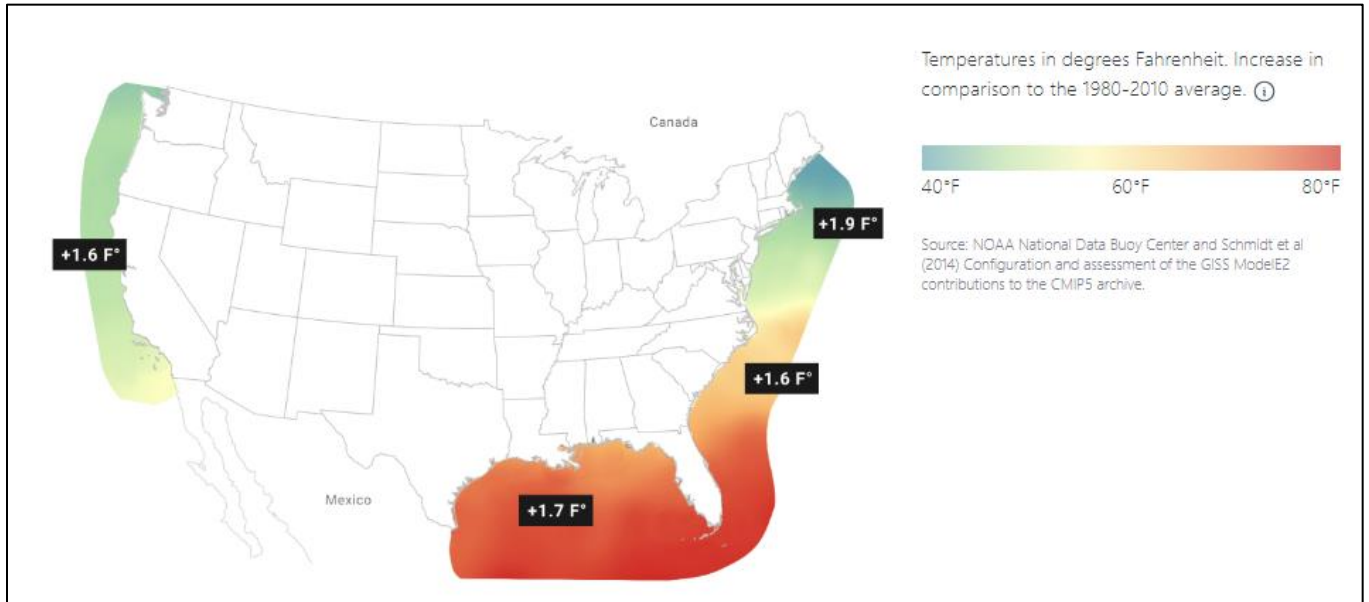 Temperatures in degrees Fahrenheit. Increase in
comparison to the 1980-2010 average. ⓘ
40°F 60°F 80°F
Source: NOAA National Data Buoy Center and Schmidt et al
(2014) Configuration and assessment of the GISS ModelE2
contributions to the CMIP5 archive.
Canada
+1.9 F°
+1.6 F°
+1.6 F°
Mexico
+1.7 F°